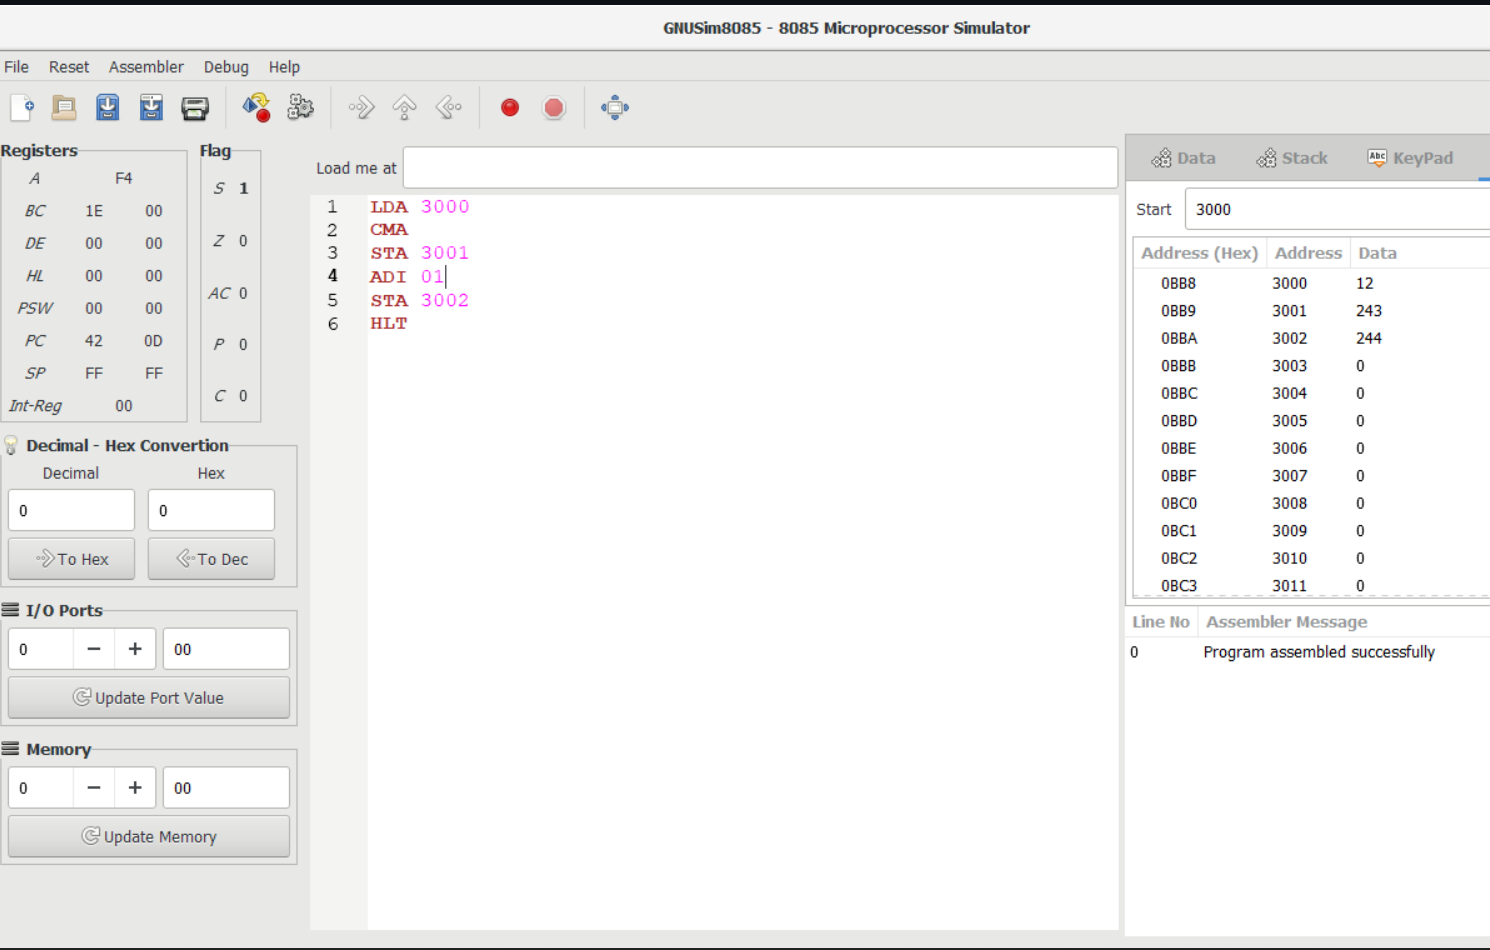 GNUSim8085 - 8085 Microprocessor Simulator
File Reset Assembler Debug Help
Registers
A F4
BC 1E 00
DE 00 00
HL 00 00
PSW 00 00
PC 42 0D
SP FF FF
Int-Reg 00
Flag
S 1
Z 0
AC 0
P 0
C 0
Decimal - Hex Convertion
Decimal Hex
0 0
To Hex To Dec
I/O Ports
0 − + 00
Update Port Value
Memory
0 − + 00
Update Memory
Load me at
1 LDA 3000
2 CMA
3 STA 3001
4 ADI 01
5 STA 3002
6 HLT
Data Stack Abc KeyPad
Start 3000
Address (Hex) Address Data
0BB8 3000 12
0BB9 3001 243
0BBA 3002 244
0BBB 3003 0
0BBC 3004 0
0BBD 3005 0
0BBE 3006 0
0BBF 3007 0
0BC0 3008 0
0BC1 3009 0
0BC2 3010 0
0BC3 3011 0
Line No Assembler Message
0 Program assembled successfully